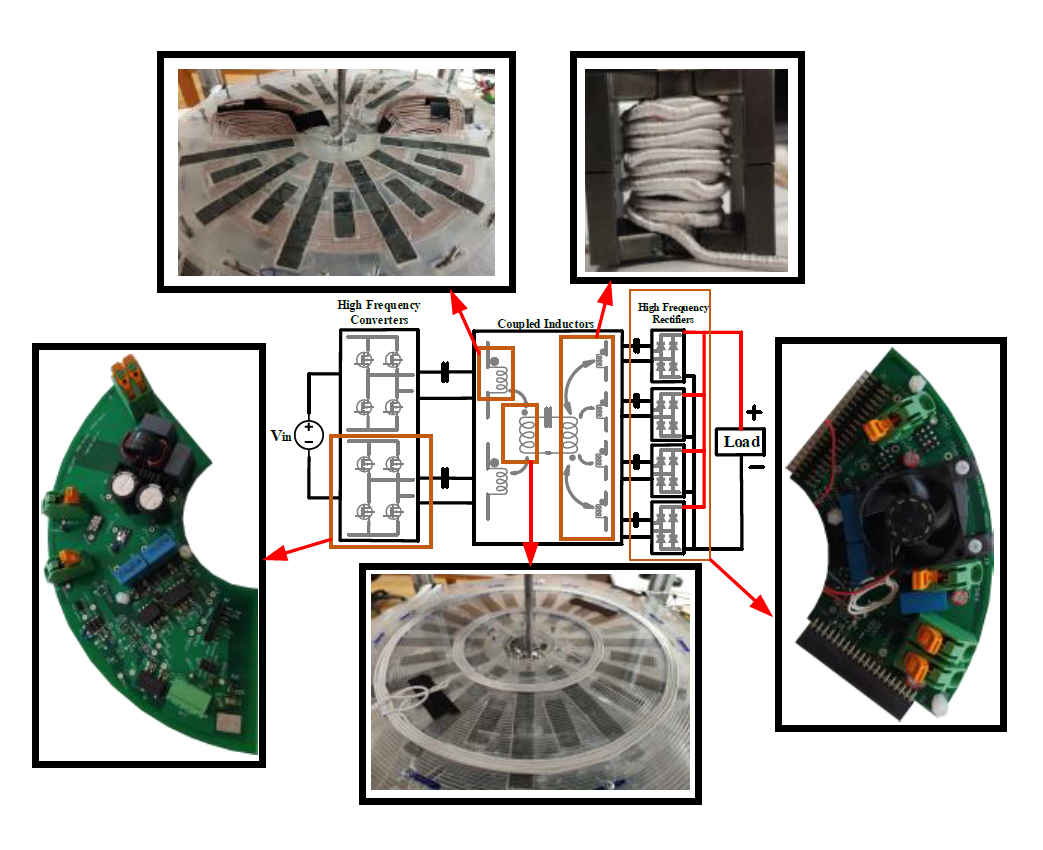 High Frequency
Converters
Coupled Inductors
High Frequency
Rectifiers
Vin
+
−
+
Load
−